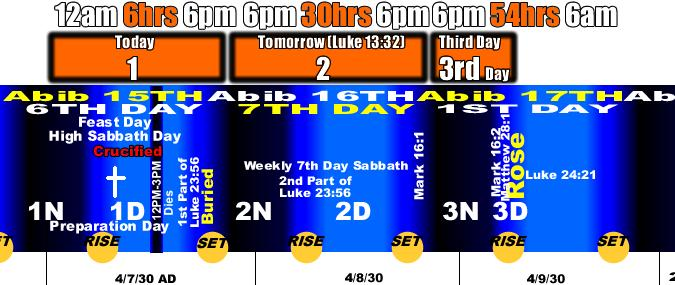 12am 6hrs 6pm 6pm 30hrs 6pm 6pm 54hrs 6am
Today
1
Tomorrow (Luke 13:32)
2
Third Day
3rd Day
Abib 15TH Abib 16TH Abib 17TH Ab
6TH DAY 7TH DAY 1ST DAY
Feast Day
High Sabbath Day
Crucified
12PM-3PM
Dies
1st Part of
Luke 23:56
Buried
Weekly 7th Day Sabbath
2nd Part of
Luke 23:56
Mark 16:1
Mark 16:2
Matthew 28:1
Rose
Luke 24:21
1N 1D 2N 2D 3N 3D
Preparation Day
SET RISE SET RISE SET RISE SET
4/7/30 AD 4/8/30 4/9/30 2